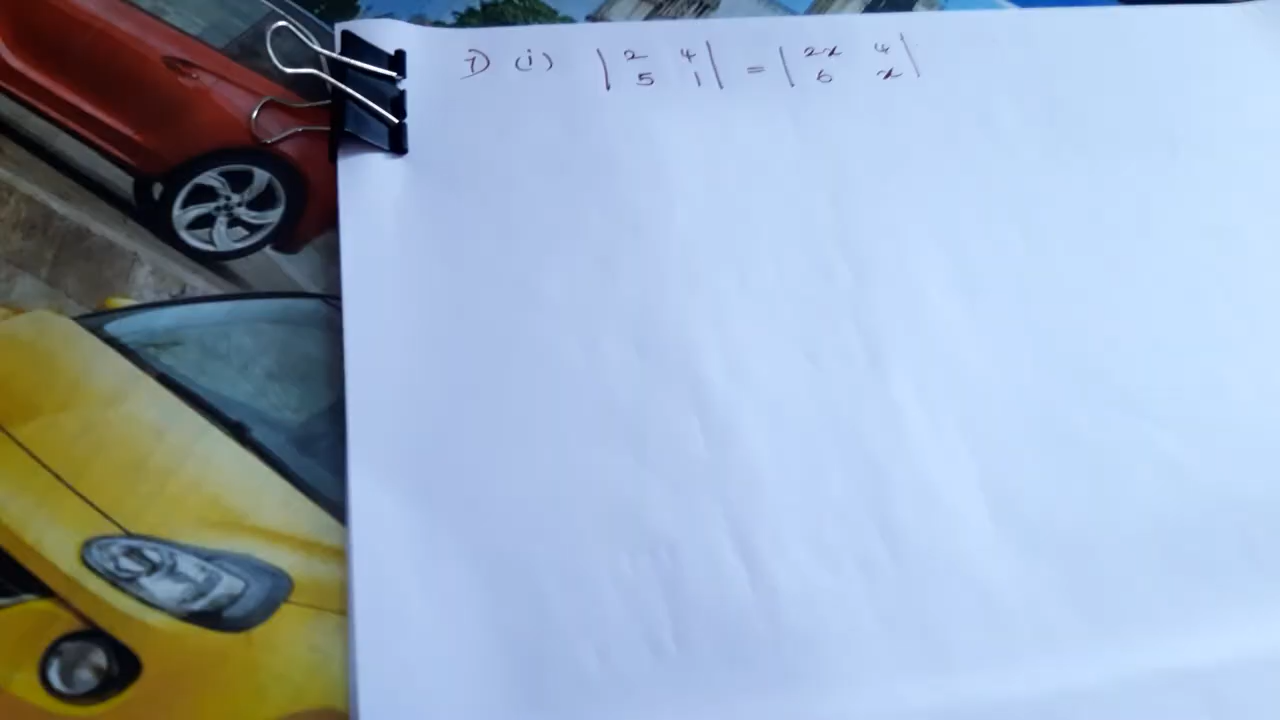 7) (i) | 2 4 | = | 2x 4 |
| 5 1 | | 6 x |